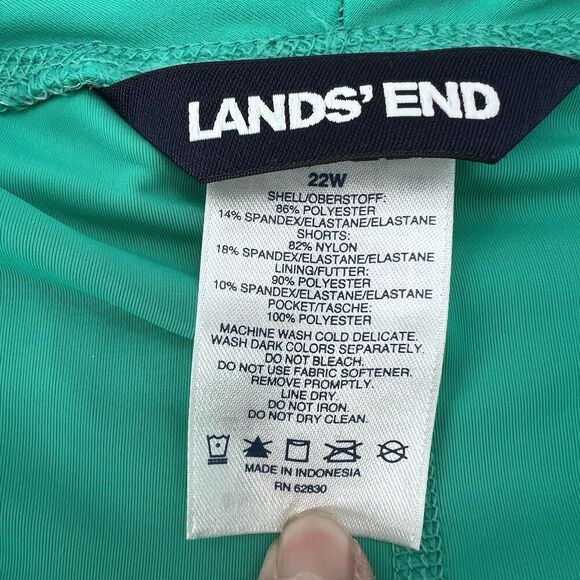 LANDS' END
22W
SHELL/OBERSTOFF:
86% POLYESTER
14% SPANDEX/ELASTANE/ELASTANE
SHORTS:
82% NYLON
18% SPANDEX/ELASTANE/ELASTANE
LINING/FUTTER:
90% POLYESTER
10% SPANDEX/ELASTANE/ELASTANE
POCKET/TASCHE:
100% POLYESTER
MACHINE WASH COLD DELICATE.
WASH DARK COLORS SEPARATELY.
DO NOT BLEACH.
DO NOT USE FABRIC SOFTENER.
REMOVE PROMPTLY.
LINE DRY.
DO NOT IRON.
DO NOT DRY CLEAN.
MADE IN INDONESIA
RN 62830